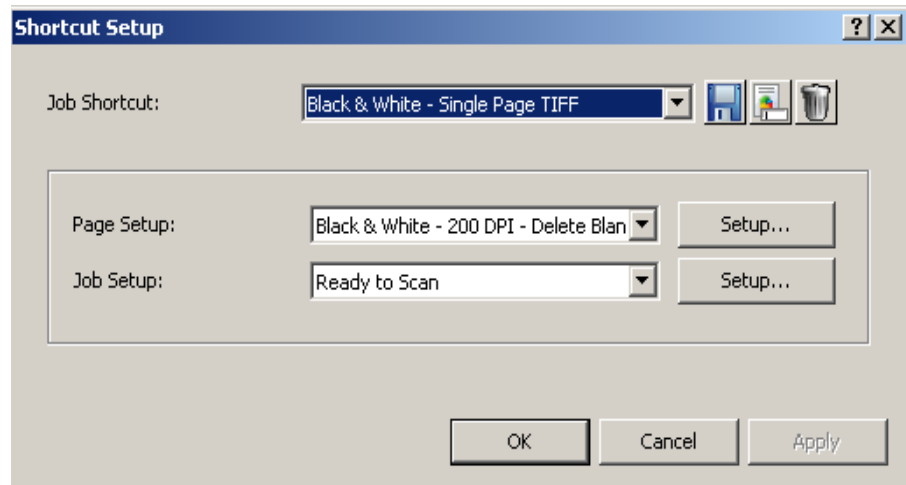 Shortcut Setup
Job Shortcut: Black & White - Single Page TIFF
Page Setup: Black & White - 200 DPI - Delete Blan Setup...
Job Setup: Ready to Scan Setup...
OK Cancel Apply